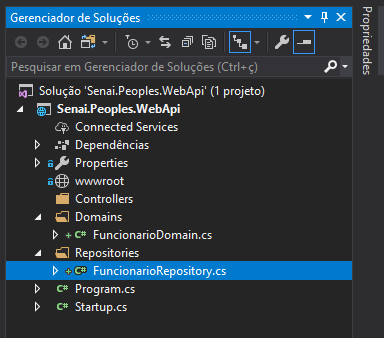 Gerenciador de Soluções
Propriedades
Pesquisar em Gerenciador de Soluções (Ctrl+ç)
Solução 'Senai.Peoples.WebApi' (1 projeto)
Senai.Peoples.WebApi
Connected Services
Dependências
Properties
wwwroot
Controllers
Domains
+ C# FuncionarioDomain.cs
Repositories
+ C# FuncionarioRepository.cs
C# Program.cs
C# Startup.cs